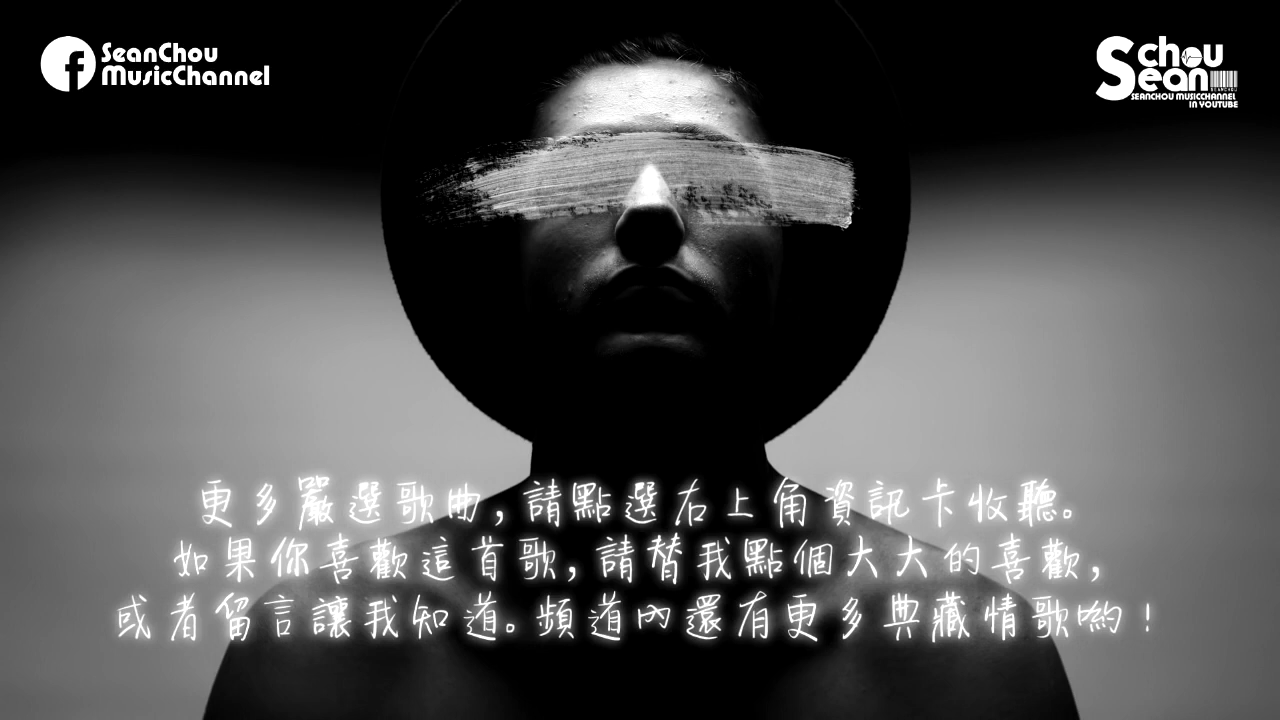 SeanChou
MusicChannel
Schou
Sean
SEANCHOU
SEANCHOU MUSICCHANNEL
IN YOUTUBE
更多嚴選歌曲，請點選右上角資訊卡收聽。
如果你喜歡這首歌，請替我點個大大的喜歡，
或者留言讓我知道。頻道內還有更多典藏情歌喲！